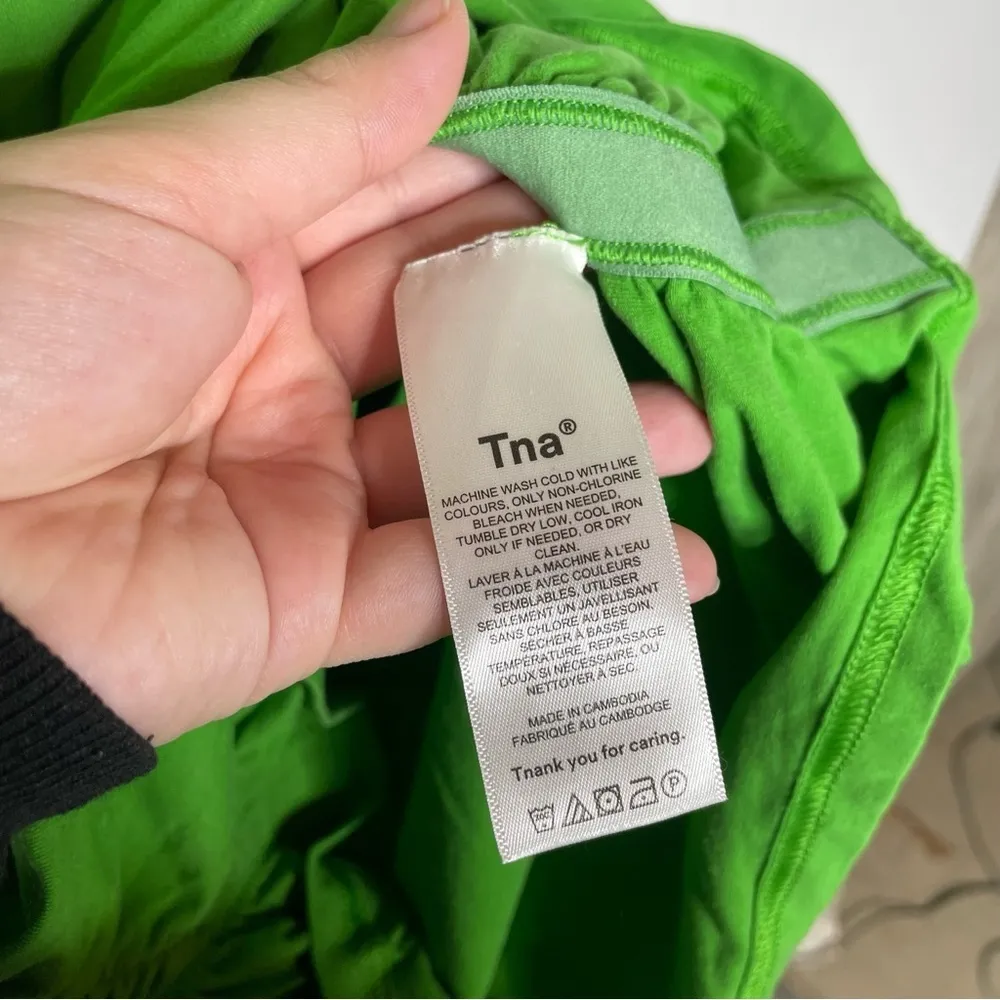 Tna®
MACHINE WASH COLD WITH LIKE
COLOURS, ONLY NON-CHLORINE
BLEACH WHEN NEEDED,
TUMBLE DRY LOW, COOL IRON
ONLY IF NEEDED, OR DRY
CLEAN.
LAVER À LA MACHINE À L'EAU
FROIDE AVEC COULEURS
SEMBLABLES, UTILISER
SEULEMENT UN JAVELLISANT
SANS CHLORE AU BESOIN,
SÉCHER À BASSE
TEMPÉRATURE, REPASSAGE
DOUX SI NÉCESSAIRE, OU
NETTOYER À SEC.
MADE IN CAMBODIA
FABRIQUE AU CAMBODGE
Tnank you for caring.
P